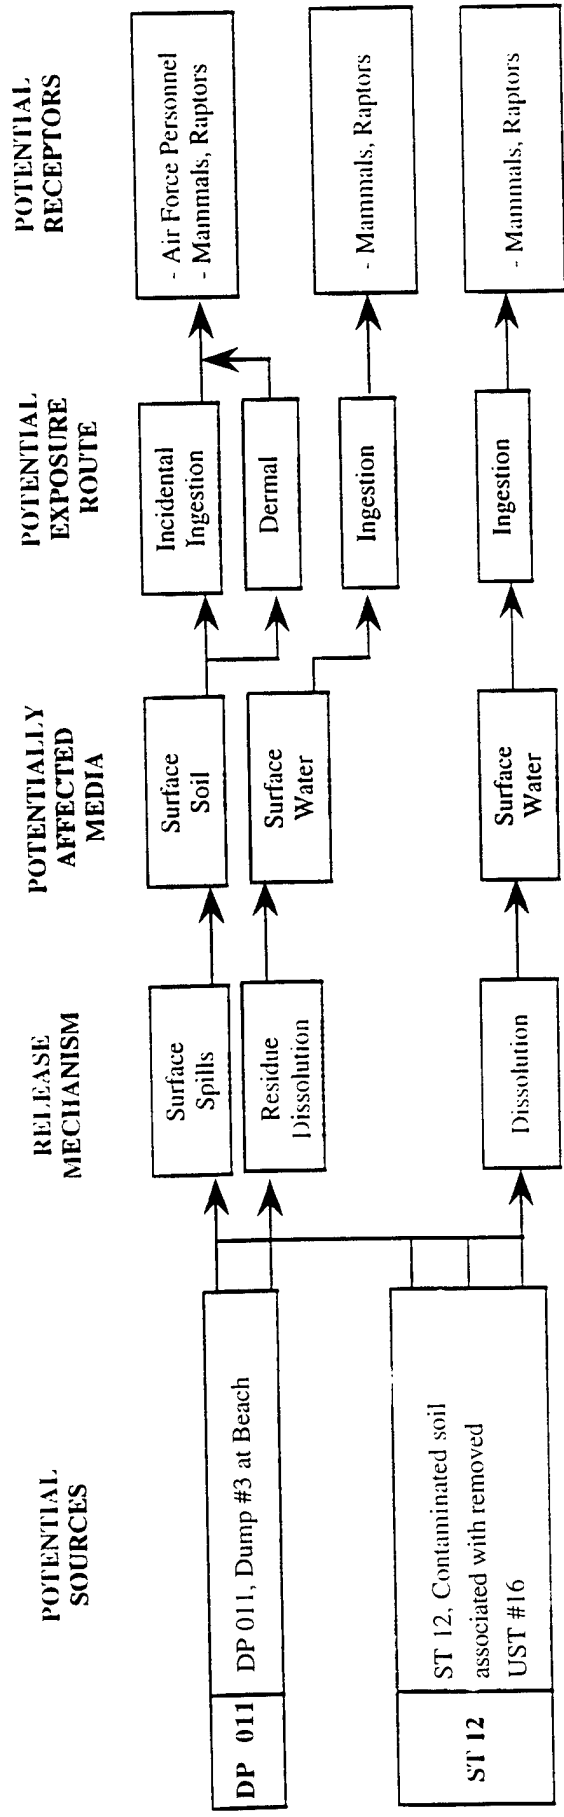 POTENTIAL
SOURCES
RELEASE
MECHANISM
POTENTIALLY
AFFECTED
MEDIA
POTENTIAL
EXPOSURE
ROUTE
POTENTIAL
RECEPTORS
DP 011
DP 011, Dump #3 at Beach
Surface
Spills
Surface
Soil
Incidental
Ingestion
- Air Force Personnel
- Mammals, Raptors
Residue
Dissolution
Surface
Water
Dermal
Ingestion
- Mammals, Raptors
ST 12
ST 12, Contaminated soil
associated with removed
UST #16
Dissolution
Surface
Water
Ingestion
- Mammals, Raptors